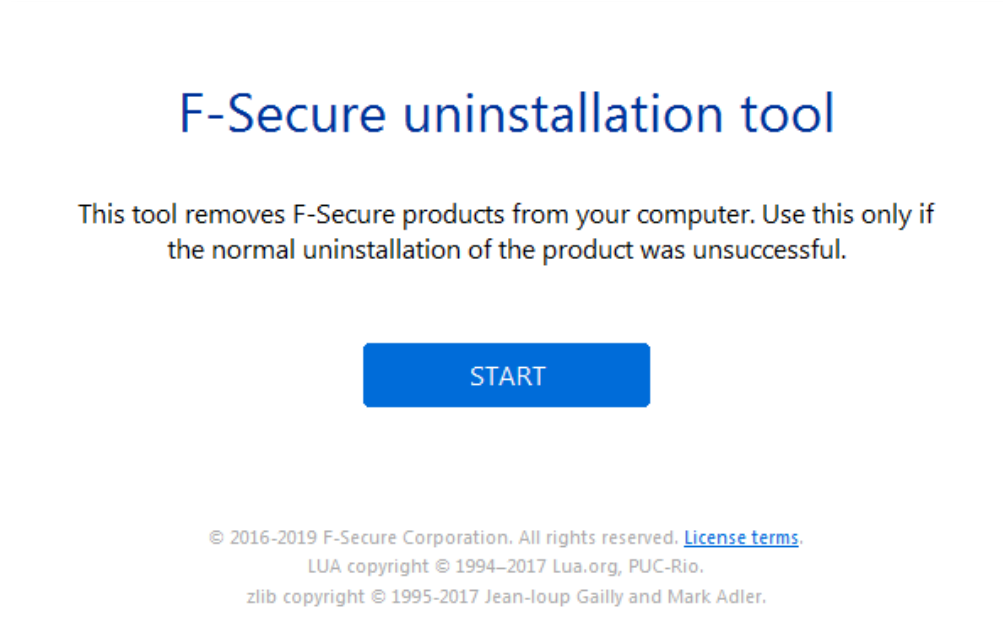 F-Secure uninstallation tool
This tool removes F-Secure products from your computer. Use this only if
the normal uninstallation of the product was unsuccessful.
START
© 2016-2019 F-Secure Corporation. All rights reserved. License terms.
LUA copyright © 1994–2017 Lua.org, PUC-Rio.
zlib copyright © 1995-2017 Jean-loup Gailly and Mark Adler.